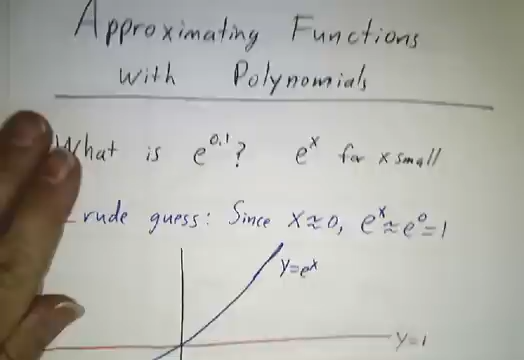 Approximating Functions
with Polynomials
What is e^0.1? e^x for x small
rude guess: Since x≈0, e^x≈e^0=1
y=e^x
y=1